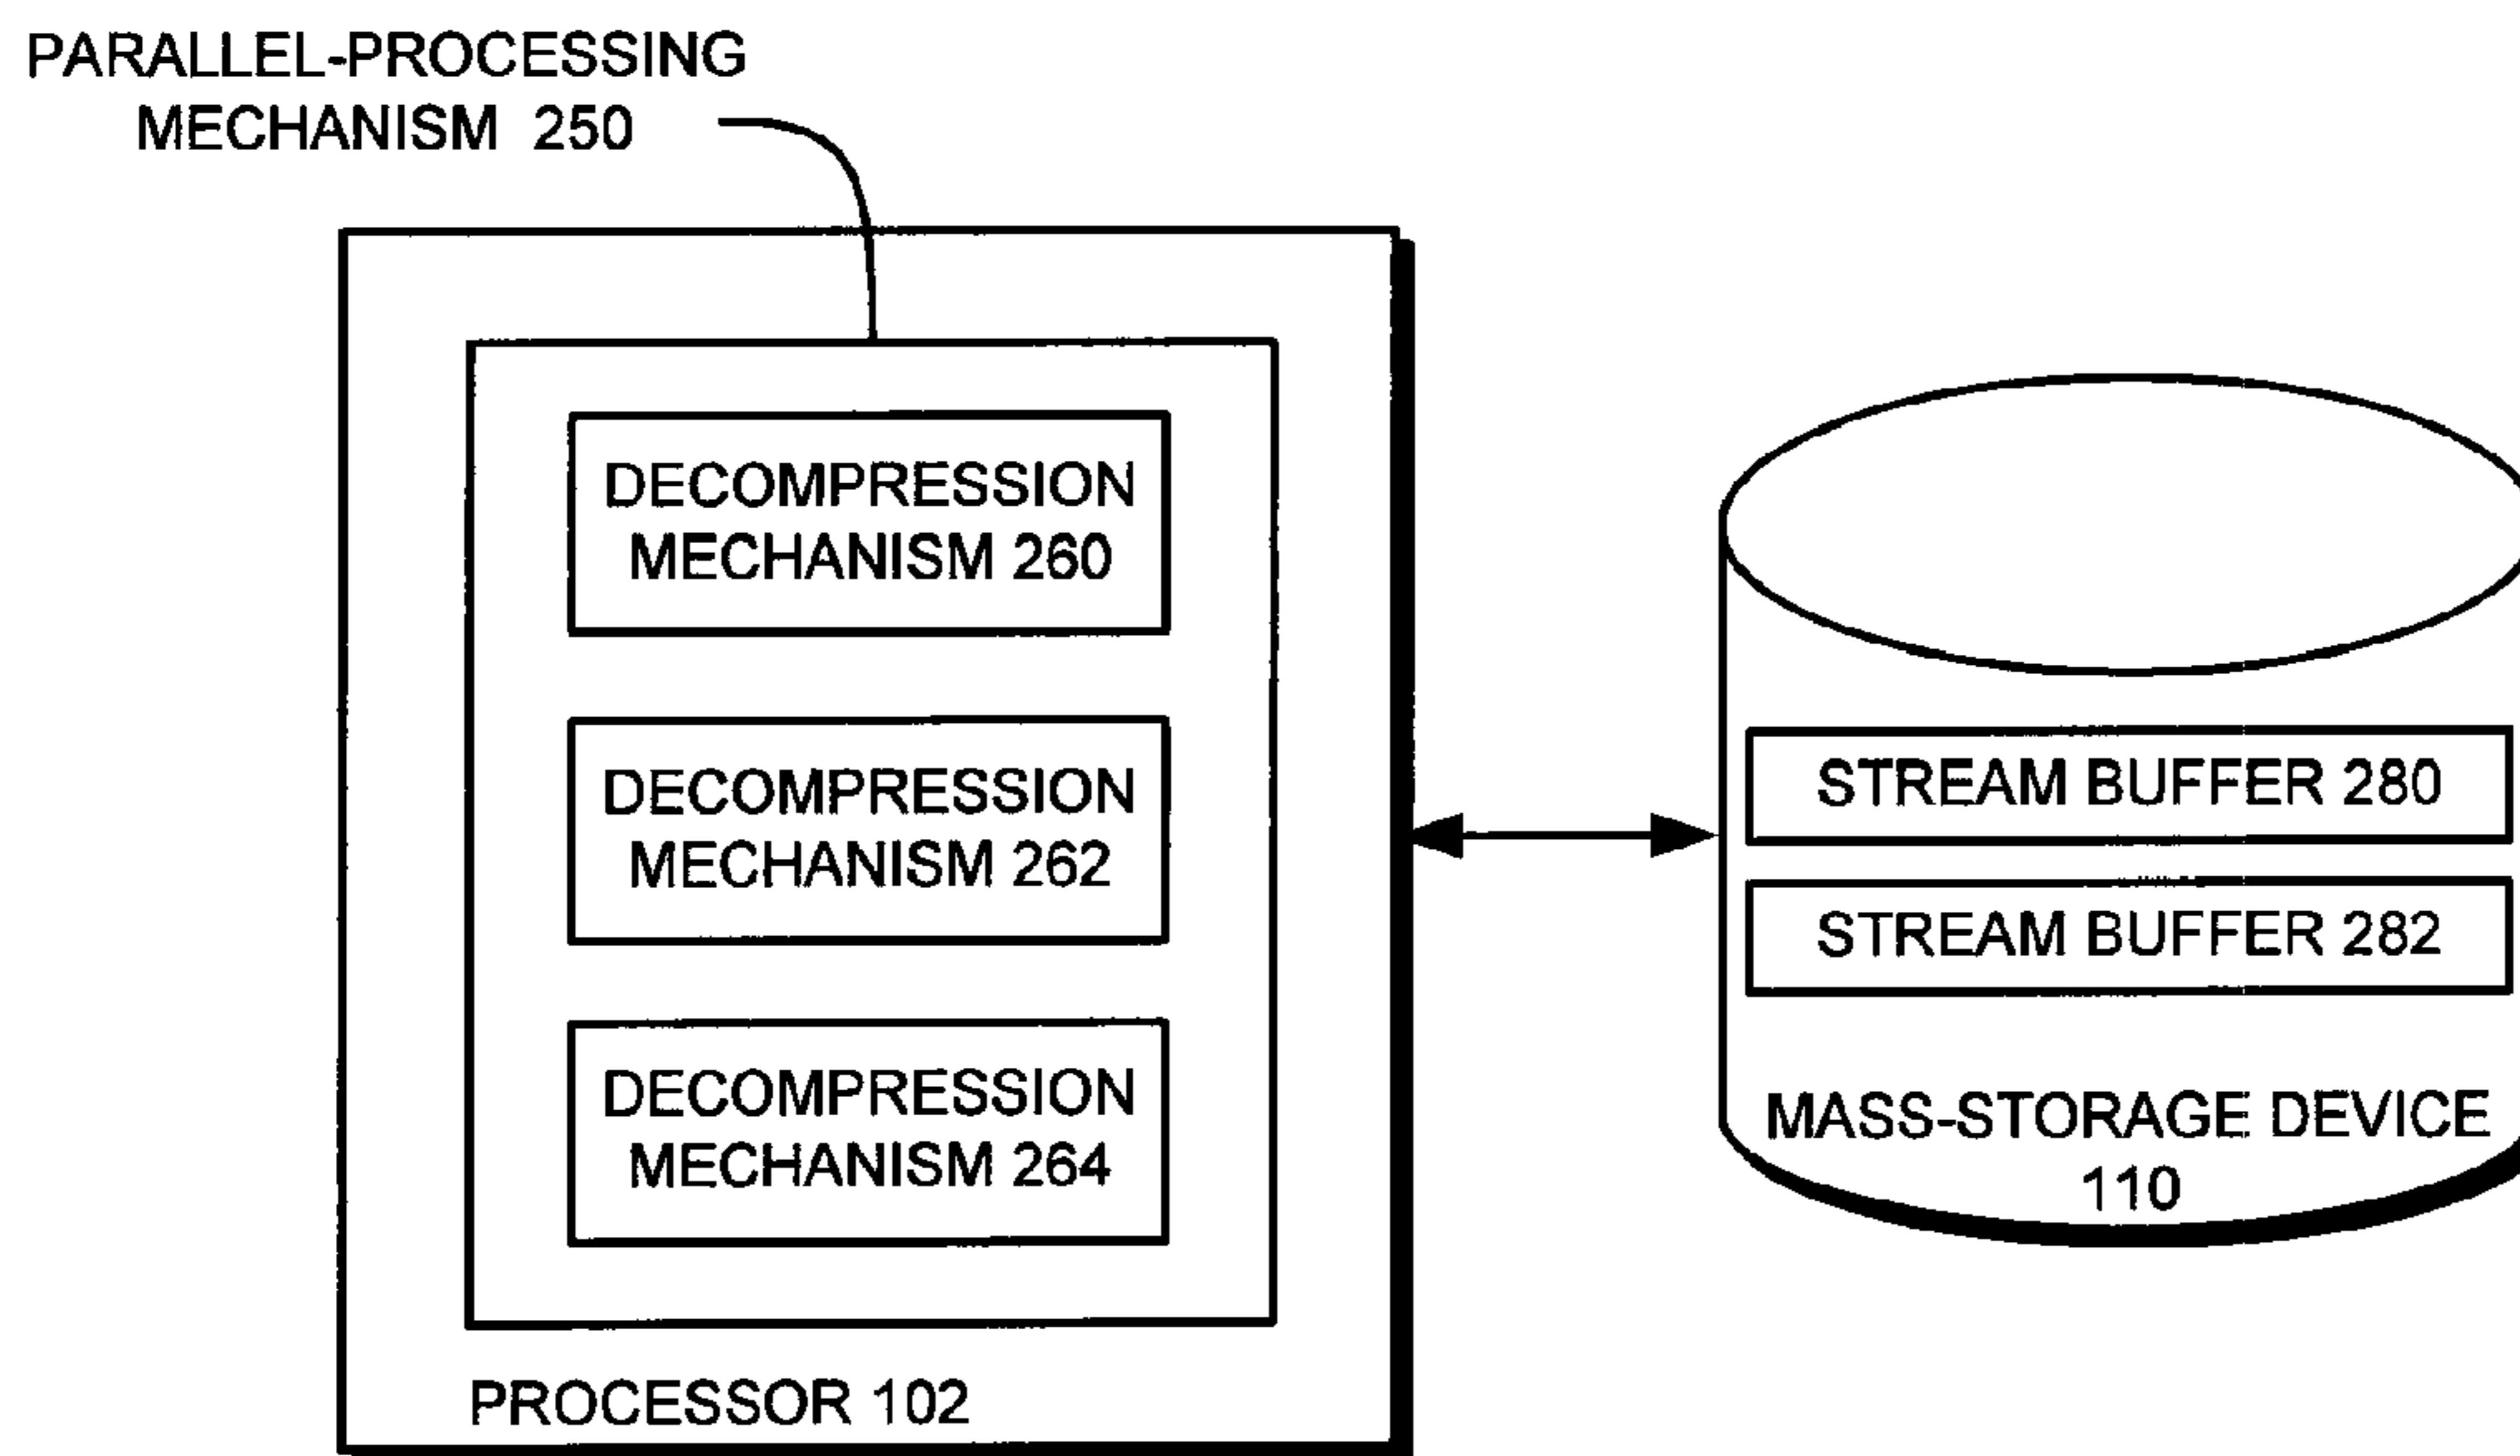 PARALLEL-PROCESSING
MECHANISM 250
DECOMPRESSION
MECHANISM 260
DECOMPRESSION
MECHANISM 262
DECOMPRESSION
MECHANISM 264
PROCESSOR 102
STREAM BUFFER 280
STREAM BUFFER 282
MASS-STORAGE DEVICE
110